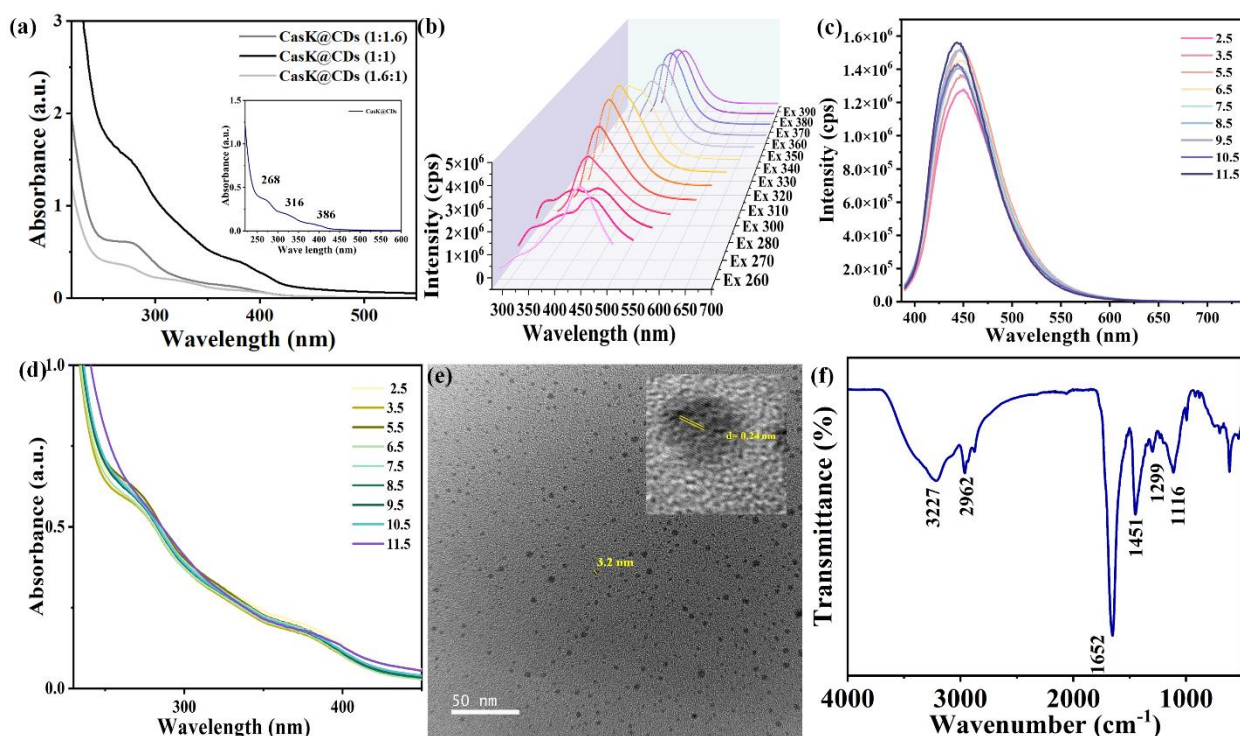 (a)
3
2
1
0
Absorbance (a.u.)
300
400
500
Wavelength (nm)
CasK@CDs (1:1.6)
CasK@CDs (1:1)
CasK@CDs (1.6:1)
1.5
1.0
0.5
0.0
Absorbance (a.u.)
CasK@CDs
268
316
386
250 300 350 400 450 500 550 600
Wave length (nm)
(b)
5×10⁶
4×10⁶
3×10⁶
2×10⁶
1×10⁶
0
Intensity (cps)
300 350 400 450 500 550 600 650 700
Wavelength (nm)
Ex 390
Ex 380
Ex 370
Ex 360
Ex 350
Ex 340
Ex 330
Ex 320
Ex 310
Ex 300
Ex 280
Ex 270
Ex 260
(c)
1.6×10⁶
1.4×10⁶
1.2×10⁶
1.0×10⁶
8.0×10⁵
6.0×10⁵
4.0×10⁵
2.0×10⁵
0.0
Intensity (cps)
400 450 500 550 600 650 700
Wavelength (nm)
2.5
3.5
5.5
6.5
7.5
8.5
9.5
10.5
11.5
(d)
1.0
0.5
0.0
Absorbance (a.u.)
300
400
Wavelength (nm)
2.5
3.5
5.5
6.5
7.5
8.5
9.5
10.5
11.5
(e)
d= 0.24 nm
3.2 nm
50 nm
(f)
Transmittance (%)
3227
2962
1652
1451
1299
1116
4000 3000 2000 1000
Wavenumber (cm⁻¹)